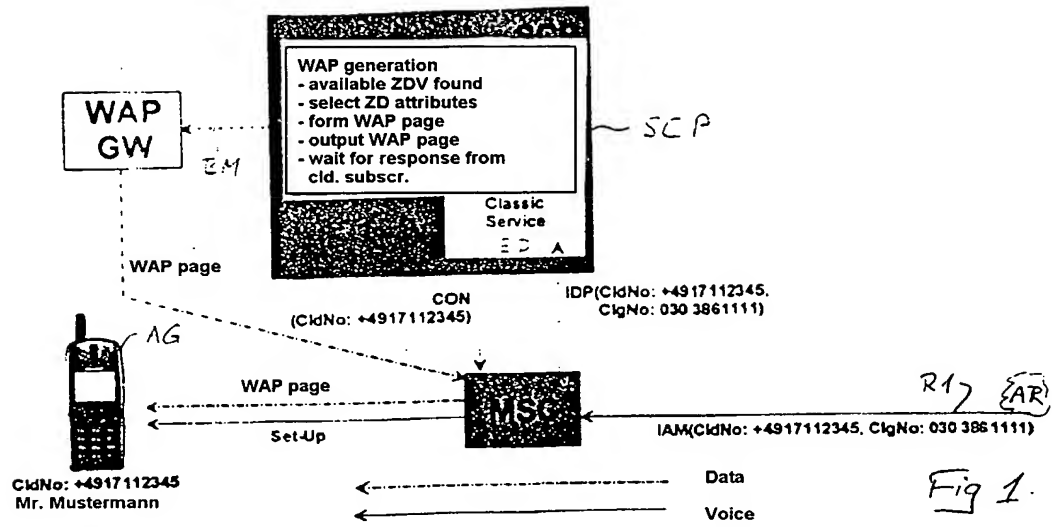 WAP generation
- available ZDV found
- select ZD attributes
- form WAP page
- output WAP page
- wait for response from
cld. subscr.
WAP
GW
EM
SCP
Classic
Service
A
WAP page
CON
(CldNo: +4917112345)
IDP(CldNo: +4917112345,
ClgNo: 030 3861111)
AG
WAP page
MSC
R1
AR
Set-Up
IAM(CldNo: +4917112345, ClgNo: 030 3861111)
CldNo: +4917112345
Mr. Mustermann
Data
Voice
Fig 1.